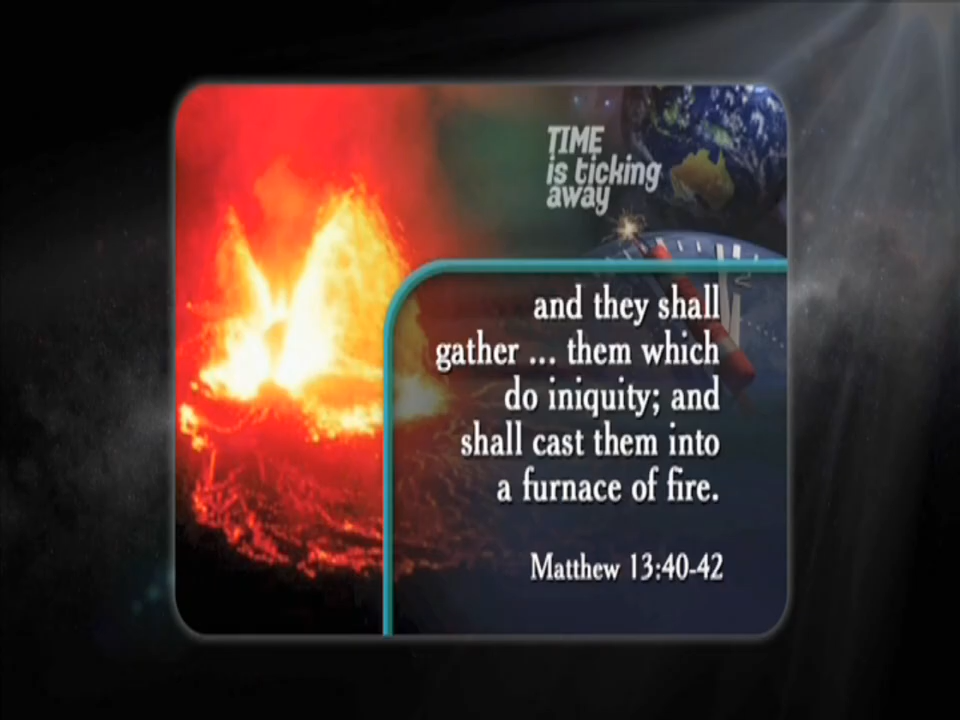 TIME
is ticking
away
and they shall
gather ... them which
do iniquity; and
shall cast them into
a furnace of fire.
Matthew 13:40-42